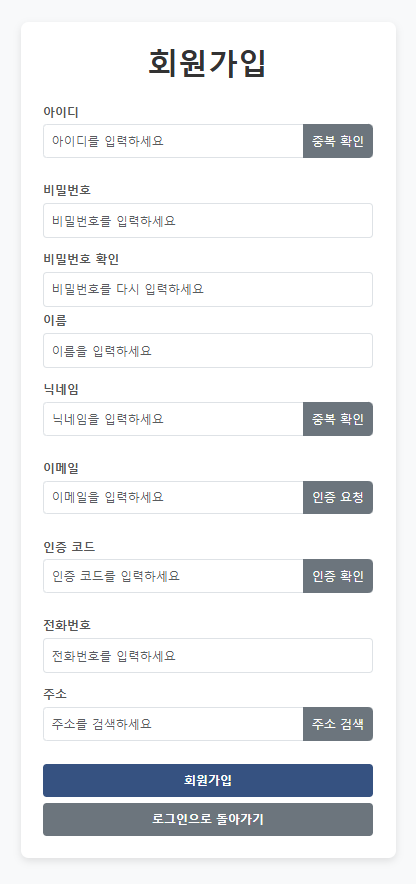 회원가입
아이디
아이디를 입력하세요 중복 확인
비밀번호
비밀번호를 입력하세요
비밀번호 확인
비밀번호를 다시 입력하세요
이름
이름을 입력하세요
닉네임
닉네임을 입력하세요 중복 확인
이메일
이메일을 입력하세요 인증 요청
인증 코드
인증 코드를 입력하세요 인증 확인
전화번호
전화번호를 입력하세요
주소
주소를 검색하세요 주소 검색
회원가입
로그인으로 돌아가기